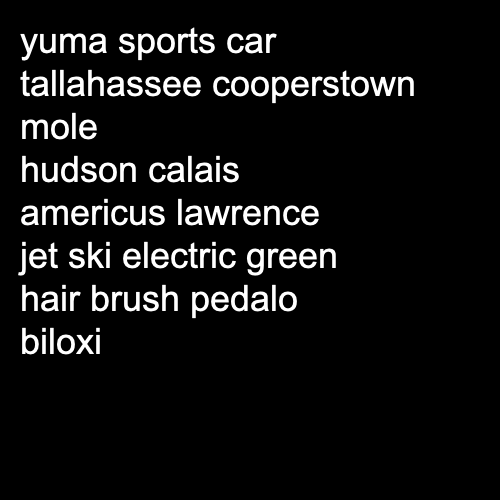 yuma sports car
tallahassee cooperstown
mole
hudson calais
americus lawrence
jet ski electric green
hair brush pedalo
biloxi